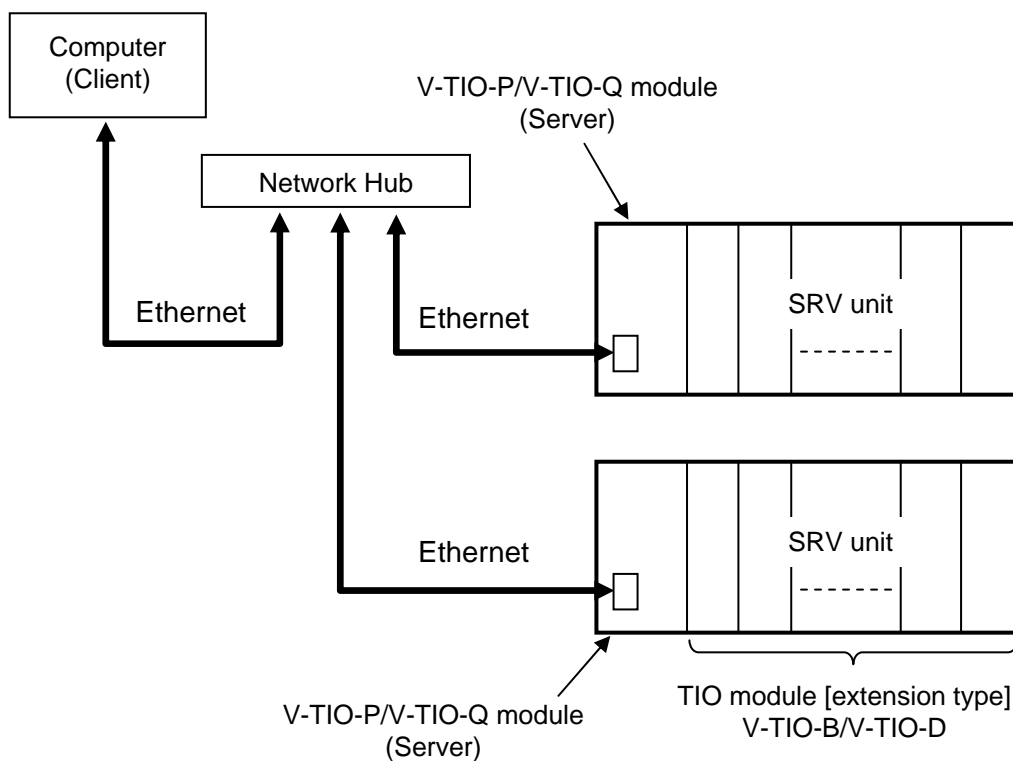 Computer
(Client)
V-TIO-P/V-TIO-Q module
(Server)
Network Hub
Ethernet
Ethernet
SRV unit
Ethernet
SRV unit
V-TIO-P/V-TIO-Q module
(Server)
TIO module [extension type]
V-TIO-B/V-TIO-D